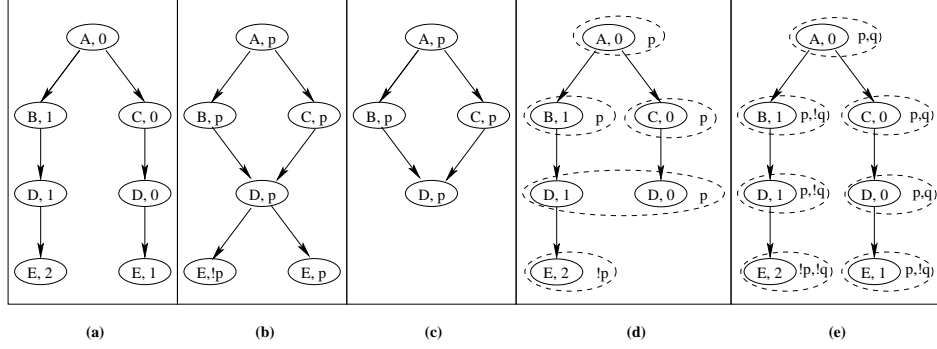 A, 0
B, 1
C, 0
D, 1
D, 0
E, 2
E, 1
(a)
A, p
B, p
C, p
D, p
E,!p
E, p
(b)
A, p
B, p
C, p
D, p
(c)
A, 0 p
B, 1 p
C, 0 p
D, 1
D, 0 p
E, 2 !p
(d)
A, 0 p,q
B, 1 p,!q
C, 0 p,q
D, 1 p,!q
D, 0 p,q
E, 2 !p,!q
E, 1 p,!q
(e)